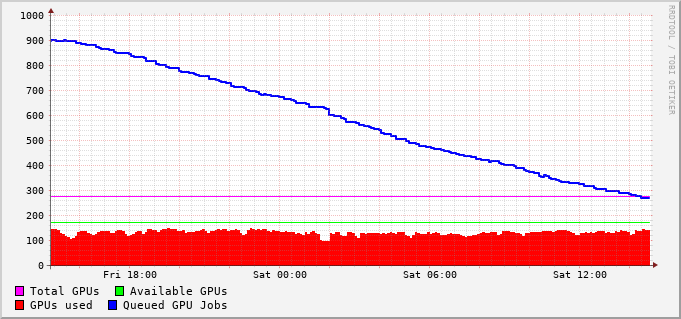 1000
900
800
700
600
500
400
300
200
100
0
Fri 18:00 Sat 00:00 Sat 06:00 Sat 12:00
Total GPUs Available GPUs
GPUs used Queued GPU Jobs
RRDTOOL / TOBI OETIKER